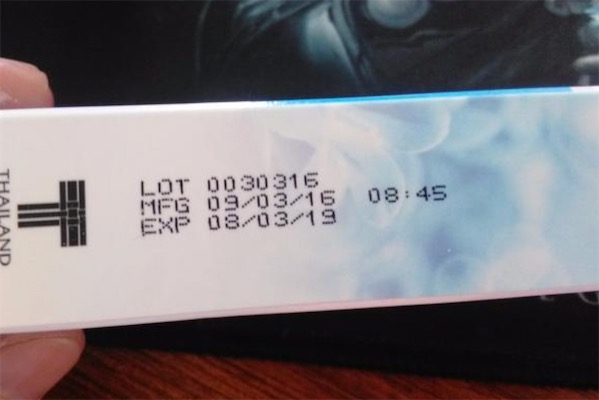 THAILAND
LOT 0030316
MFG 09/03/16 08:45
EXP 08/03/19